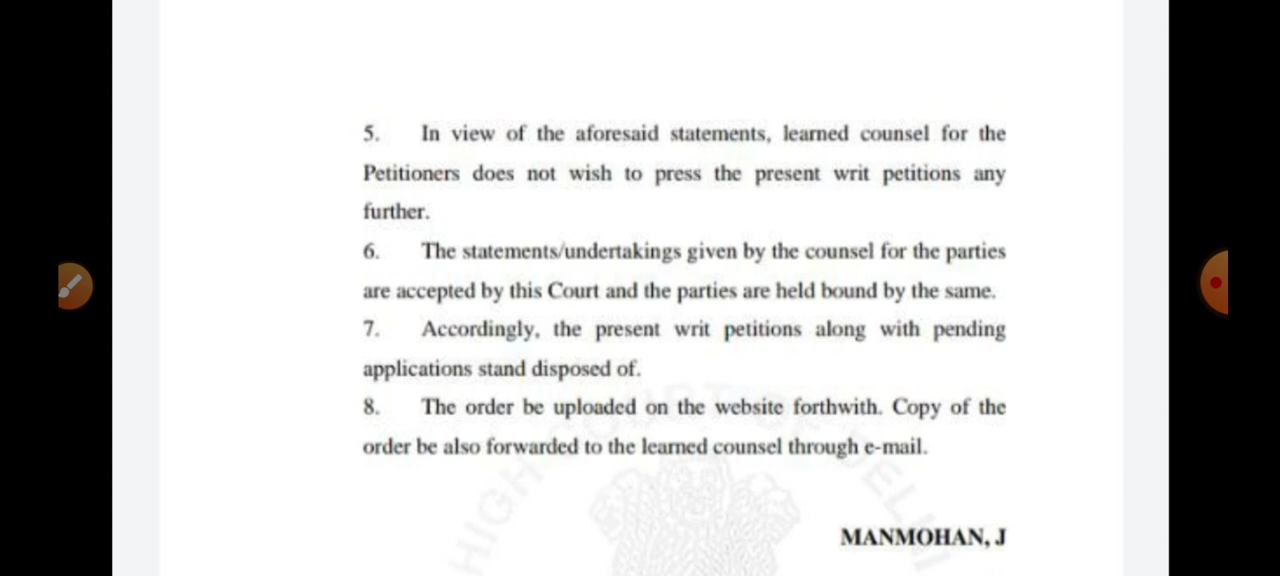 5. In view of the aforesaid statements, learned counsel for the
Petitioners does not wish to press the present writ petitions any
further.
6. The statements/undertakings given by the counsel for the parties
are accepted by this Court and the parties are held bound by the same.
7. Accordingly, the present writ petitions along with pending
applications stand disposed of.
8. The order be uploaded on the website forthwith. Copy of the
order be also forwarded to the learned counsel through e-mail.
HIGH COURT OF DELHI
MANMOHAN, J